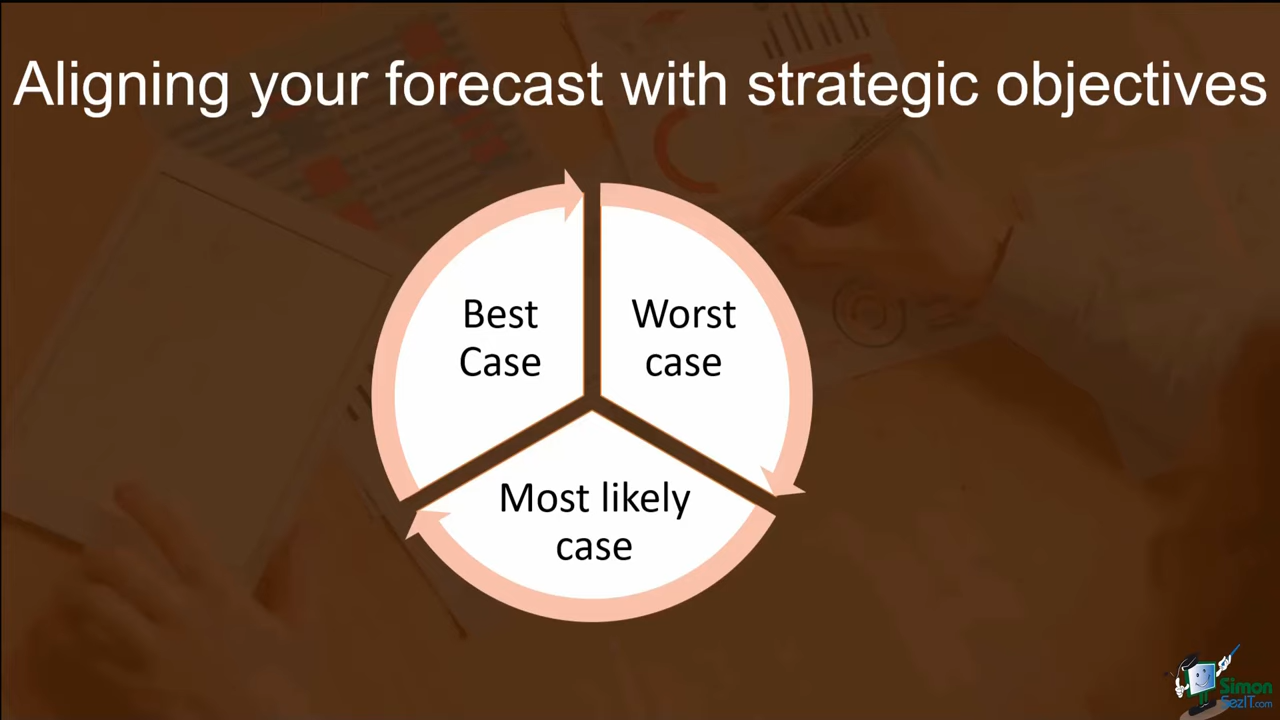 Aligning your forecast with strategic objectives
Best
Case
Worst
case
Most likely
case
Simon
SezIT.com